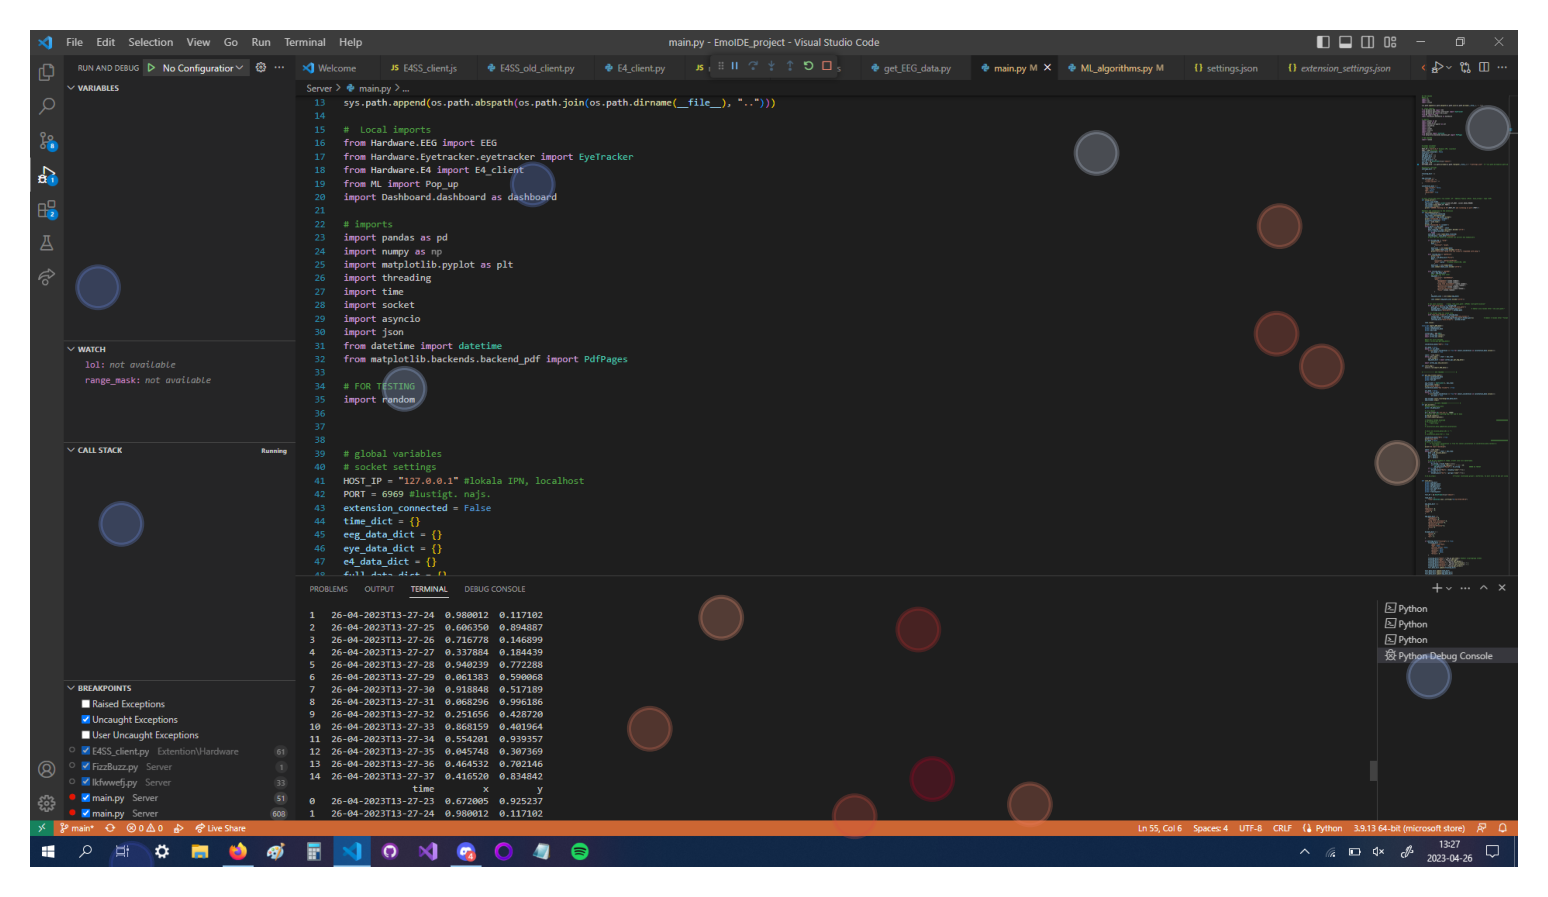 File Edit Selection View Go Run Terminal Help
main.py - EmoIDE_project - Visual Studio Code
RUN AND DEBUG No Configuration
Welcome JS E4SS_client.js E4SS_old_client.py E4_client.py JS get_EEG_data.py main.py M ML_algorithms.py M {} settings.json {} extension_settings.json
VARIABLES
Server > main.py > ...
13 sys.path.append(os.path.abspath(os.path.join(os.path.dirname(__file__), "..")))
14
15 # Local imports
16 from Hardware.EEG import EEG
17 from Hardware.Eyetracker.eyetracker import EyeTracker
18 from Hardware.E4 import E4_client
19 from ML import Pop_up
20 import Dashboard.dashboard as dashboard
21
22 # imports
23 import pandas as pd
24 import numpy as np
25 import matplotlib.pyplot as plt
26 import threading
27 import time
28 import socket
29 import asyncio
30 import json
31 from datetime import datetime
32 from matplotlib.backends.backend_pdf import PdfPages
33
34 # FOR TESTING
35 import random
36
37
38
39 # global variables
40 # socket settings
41 HOST_IP = "127.0.0.1" #lokala IPN, localhost
42 PORT = 6969 #lustigt. najs.
43 extension_connected = False
44 time_dict = {}
45 eeg_data_dict = {}
46 eye_data_dict = {}
47 e4_data_dict = {}
48 full_data_dict = {}
WATCH
lol: not available
range_mask: not available
CALL STACK Running
BREAKPOINTS
Raised Exceptions
Uncaught Exceptions
User Uncaught Exceptions
E4SS_client.py Extention\Hardware 61
FizzBuzz.py Server 1
lkfwwefj.py Server 33
main.py Server 51
main.py Server 608
PROBLEMS OUTPUT TERMINAL DEBUG CONSOLE
1 26-04-2023T13-27-24 0.980012 0.117102
2 26-04-2023T13-27-25 0.606350 0.894887
3 26-04-2023T13-27-26 0.716778 0.146899
4 26-04-2023T13-27-27 0.337884 0.184439
5 26-04-2023T13-27-28 0.940239 0.772288
6 26-04-2023T13-27-29 0.061383 0.590068
7 26-04-2023T13-27-30 0.918848 0.517189
8 26-04-2023T13-27-31 0.068296 0.996186
9 26-04-2023T13-27-32 0.251656 0.428720
10 26-04-2023T13-27-33 0.868159 0.401964
11 26-04-2023T13-27-34 0.554201 0.939357
12 26-04-2023T13-27-35 0.045748 0.307369
13 26-04-2023T13-27-36 0.464532 0.702146
14 26-04-2023T13-27-37 0.416520 0.834842
time x y
0 26-04-2023T13-27-23 0.672005 0.925237
1 26-04-2023T13-27-24 0.980012 0.117102
Python
Python
Python
Python Debug Console
main* 0 0 Live Share
Ln 55, Col 6 Spaces: 4 UTF-8 CRLF Python 3.9.13 64-bit (microsoft store)
13:27
2023-04-26